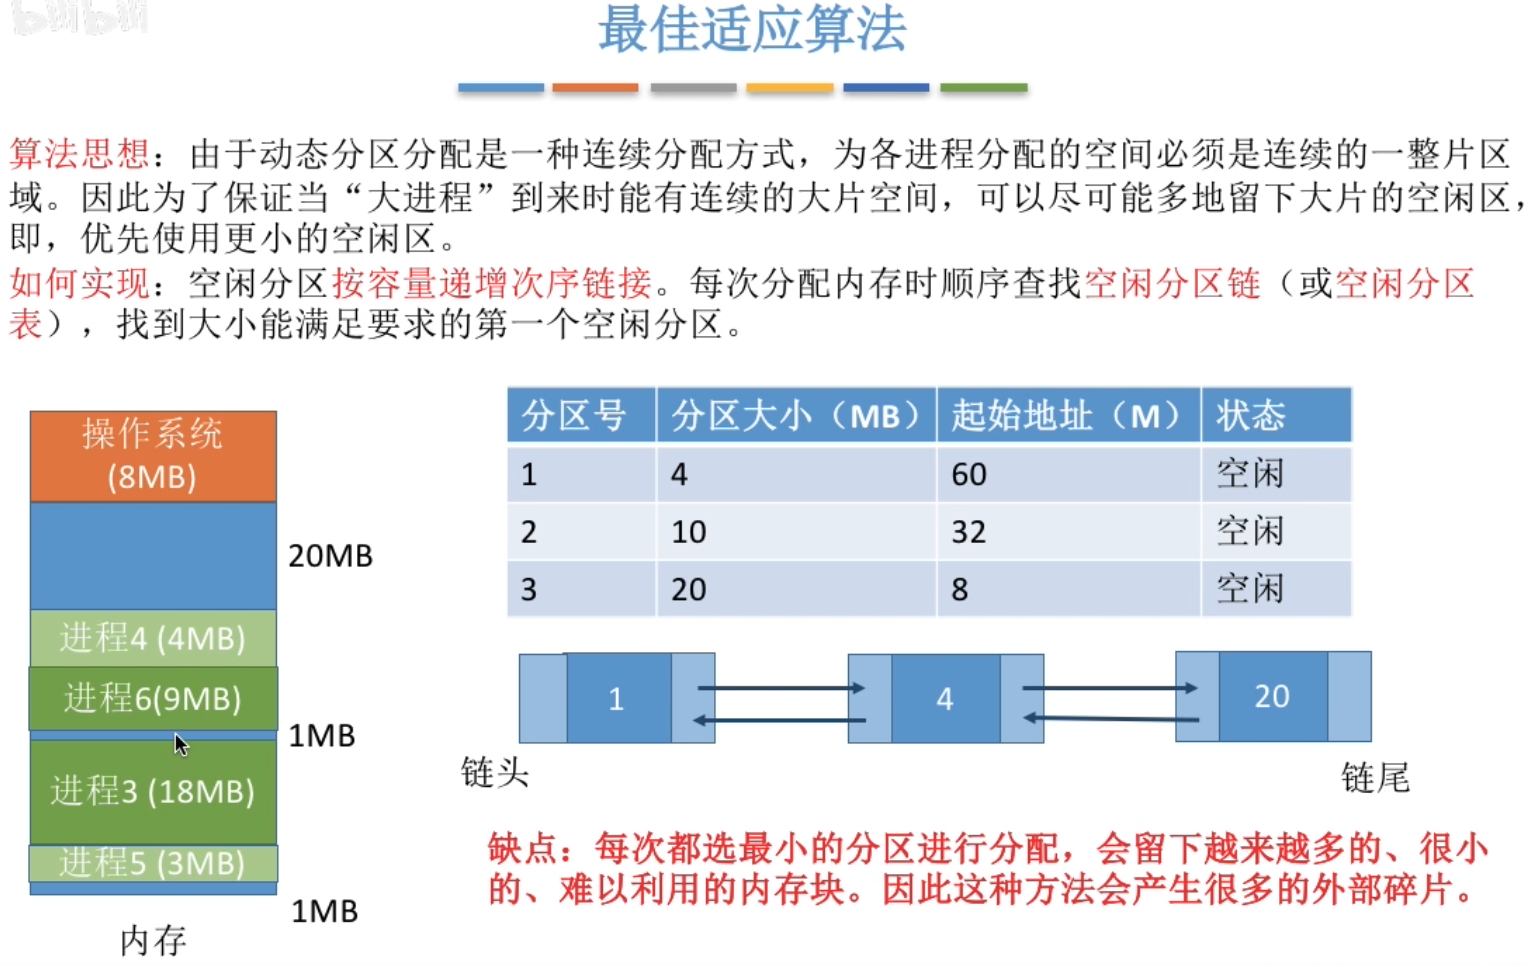 bilibili
最佳适应算法
算法思想：由于动态分区分配是一种连续分配方式，为各进程分配的空间必须是连续的一整片区
域。因此为了保证当“大进程”到来时能有连续的大片空间，可以尽可能多地留下大片的空闲区，
即，优先使用更小的空闲区。
如何实现：空闲分区按容量递增次序链接。每次分配内存时顺序查找空闲分区链（或空闲分区
表），找到大小能满足要求的第一个空闲分区。
操作系统
(8MB)
20MB
进程4 (4MB)
进程6(9MB)
1MB
进程3 (18MB)
进程5 (3MB)
1MB
内存
分区号 分区大小（MB） 起始地址（M） 状态
1 4 60 空闲
2 10 32 空闲
3 20 8 空闲
1 4 20
链头 链尾
缺点：每次都选最小的分区进行分配，会留下越来越多的、很小
的、难以利用的内存块。因此这种方法会产生很多的外部碎片。